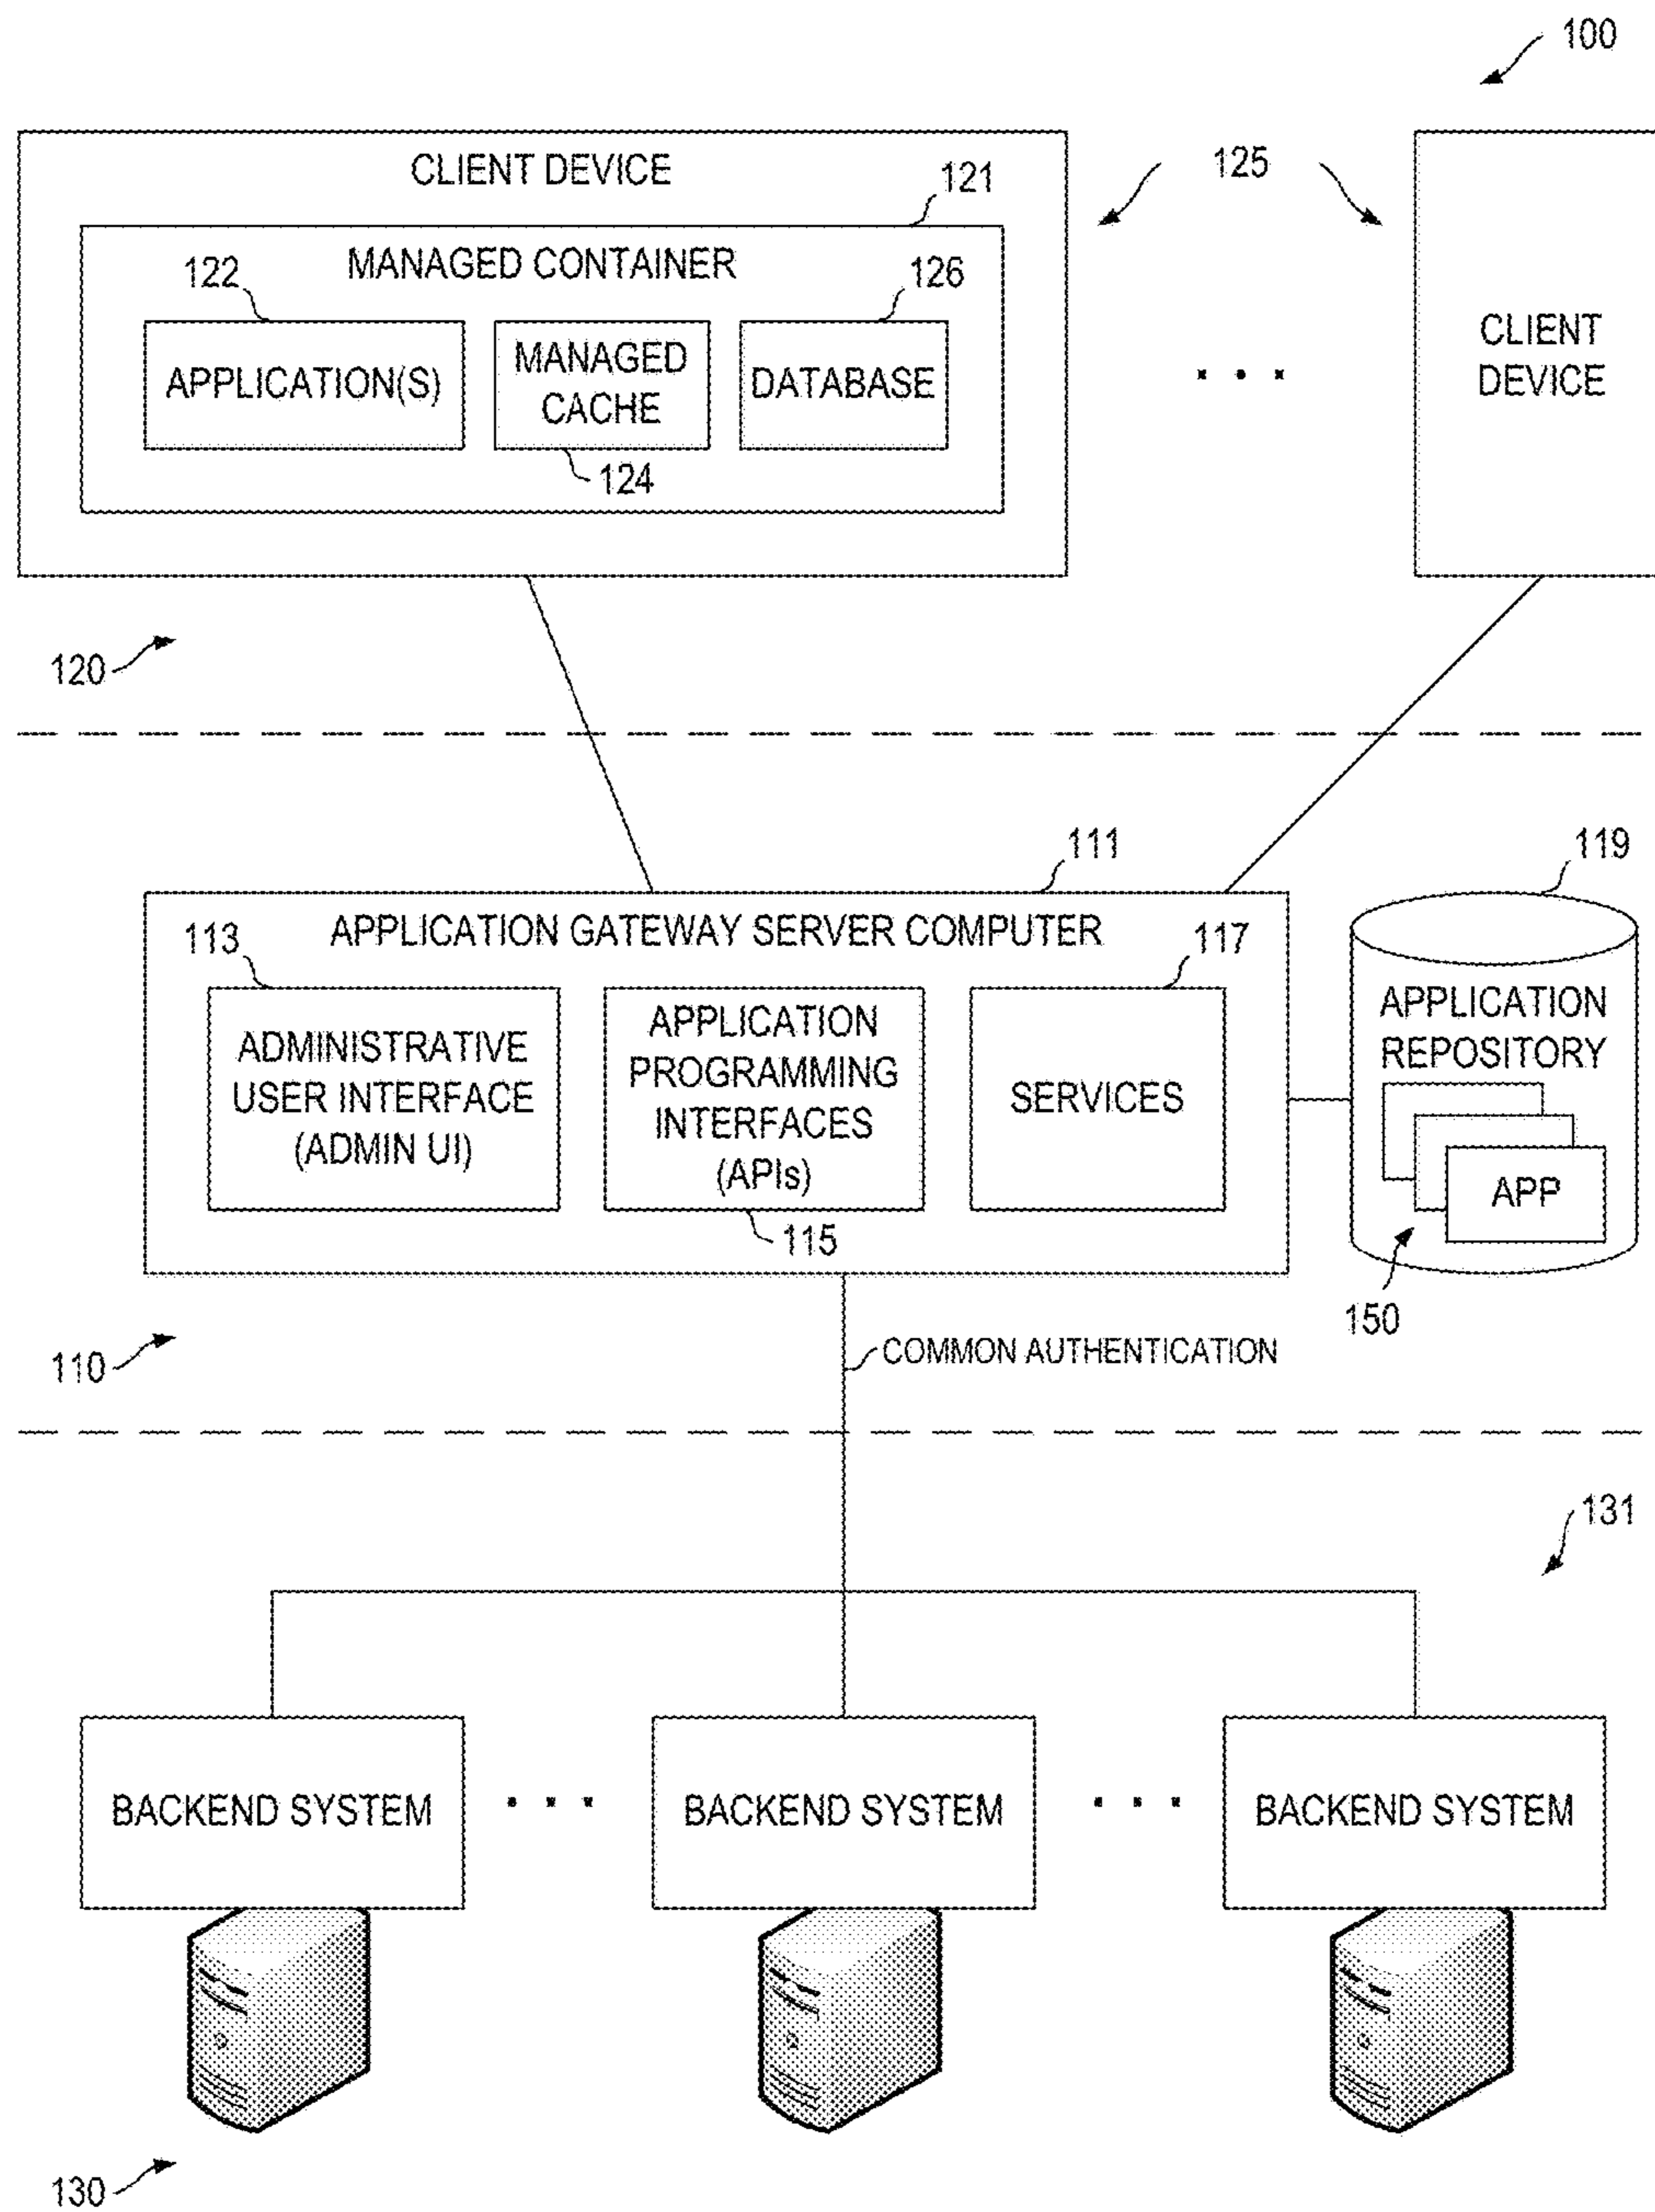 100
CLIENT DEVICE
125
121
MANAGED CONTAINER
122
126
APPLICATION(S)
MANAGED
CACHE
DATABASE
124
CLIENT
DEVICE
120
111
119
APPLICATION GATEWAY SERVER COMPUTER
113
117
ADMINISTRATIVE
USER INTERFACE
(ADMIN UI)
APPLICATION
PROGRAMMING
INTERFACES
(APIs)
115
SERVICES
APPLICATION
REPOSITORY
APP
150
110
COMMON AUTHENTICATION
131
BACKEND SYSTEM
BACKEND SYSTEM
BACKEND SYSTEM
130